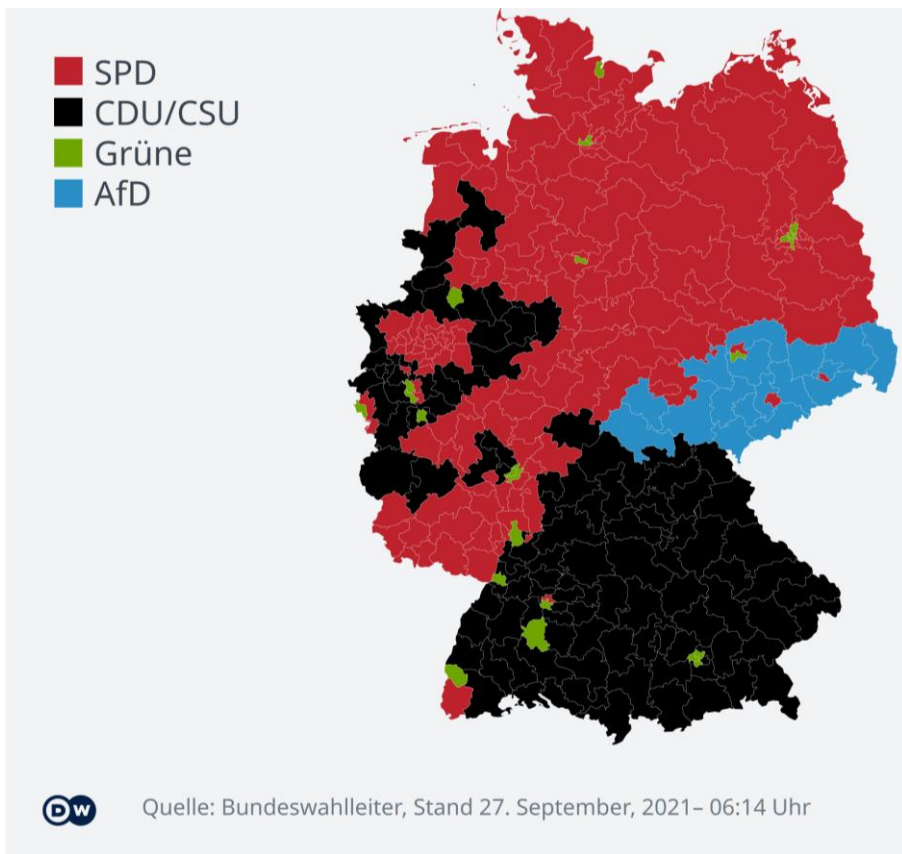 SPD
CDU/CSU
Grüne
AfD
DW
Quelle: Bundeswahlleiter, Stand 27. September, 2021– 06:14 Uhr